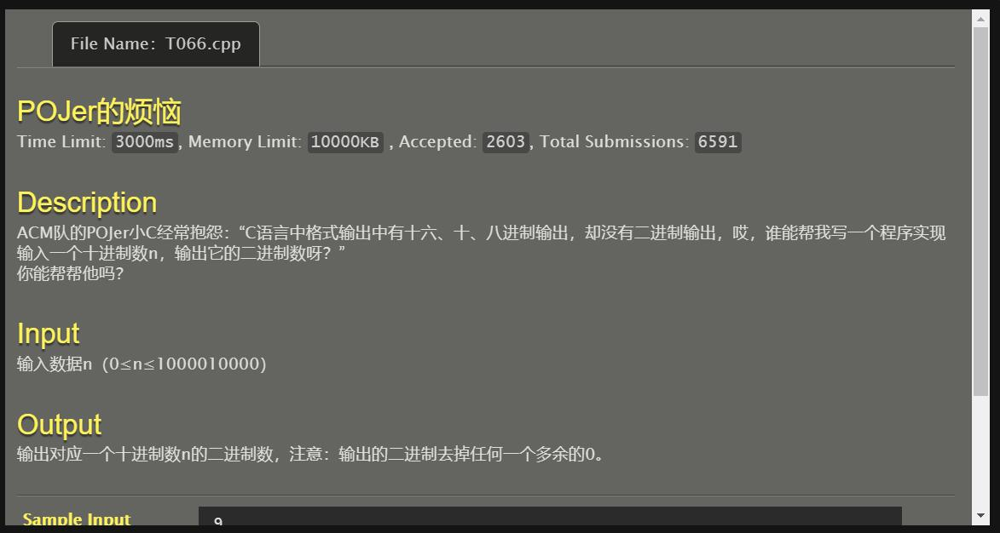 File Name：T066.cpp
POJer的烦恼
Time Limit: 3000ms, Memory Limit: 10000KB , Accepted: 2603, Total Submissions: 6591
Description
ACM队的POJer小C经常抱怨：“C语言中格式输出中有十六、十、八进制输出，却没有二进制输出，哎，谁能帮我写一个程序实现
输入一个十进制数n，输出它的二进制数呀？”
你能帮帮他吗？
Input
输入数据n（0≤n≤1000010000）
Output
输出对应一个十进制数n的二进制数，注意：输出的二进制去掉任何一个多余的0。
Sample Input 9